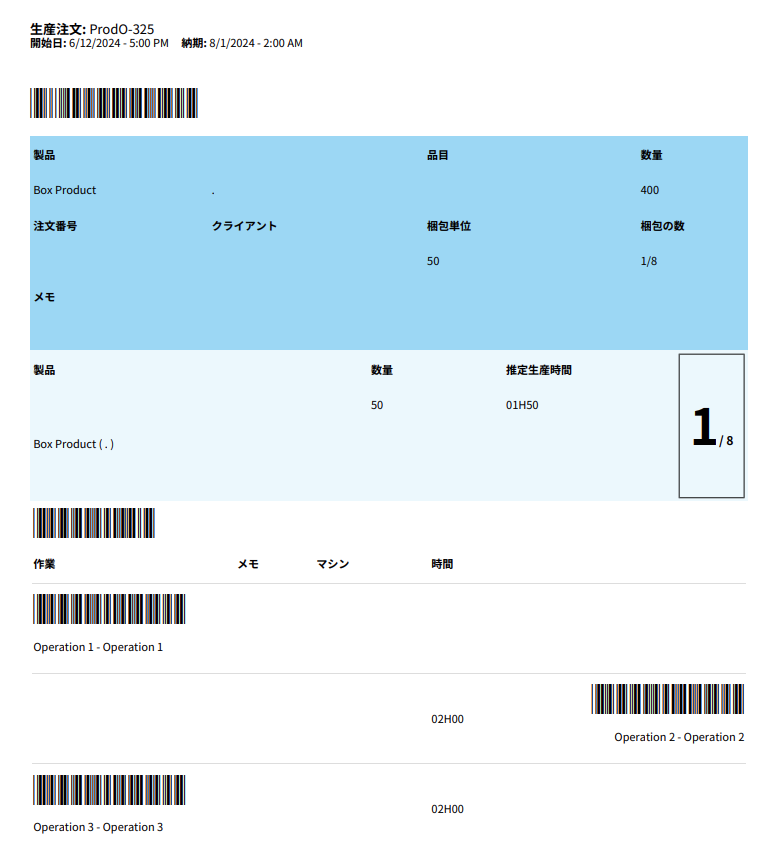 生産注文: ProdO-325
開始日: 6/12/2024 - 5:00 PM 納期: 8/1/2024 - 2:00 AM
製品 品目 数量
Box Product . 400
注文番号 クライアント 梱包単位 梱包の数
50 1/8
メモ
製品 数量 推定生産時間
50 01H50
1/ 8
Box Product ( . )
作業 メモ マシン 時間
Operation 1 - Operation 1
02H00
Operation 2 - Operation 2
02H00
Operation 3 - Operation 3